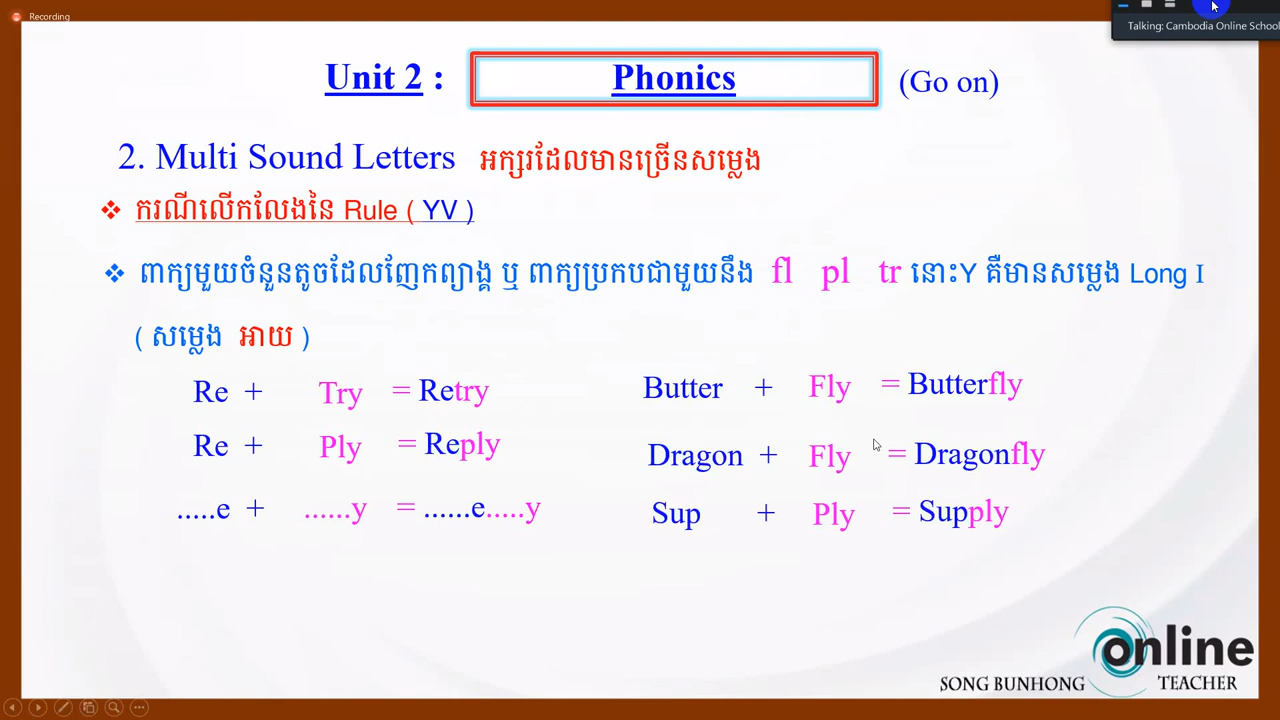 Recording
Talking: Cambodia Online School
Unit 2 : Phonics (Go on)
2. Multi Sound Letters អក្សរដែលមានច្រើនសម្លេង
ករណីលើកលែងនៃ Rule ( YV )
ពាក្យមួយចំនួនតូចដែលញែកព្យាង្គ ឬ ពាក្យប្រកបជាមួយនឹង fl pl tr នោះY គឺមានសម្លេង Long I
( សម្លេង អាយ )
Re + Try = Retry
Butter + Fly = Butterfly
Re + Ply = Reply
Dragon + Fly = Dragonfly
.....e + ......y = ......e.....y
Sup + Ply = Supply
online
SONG BUNHONG TEACHER